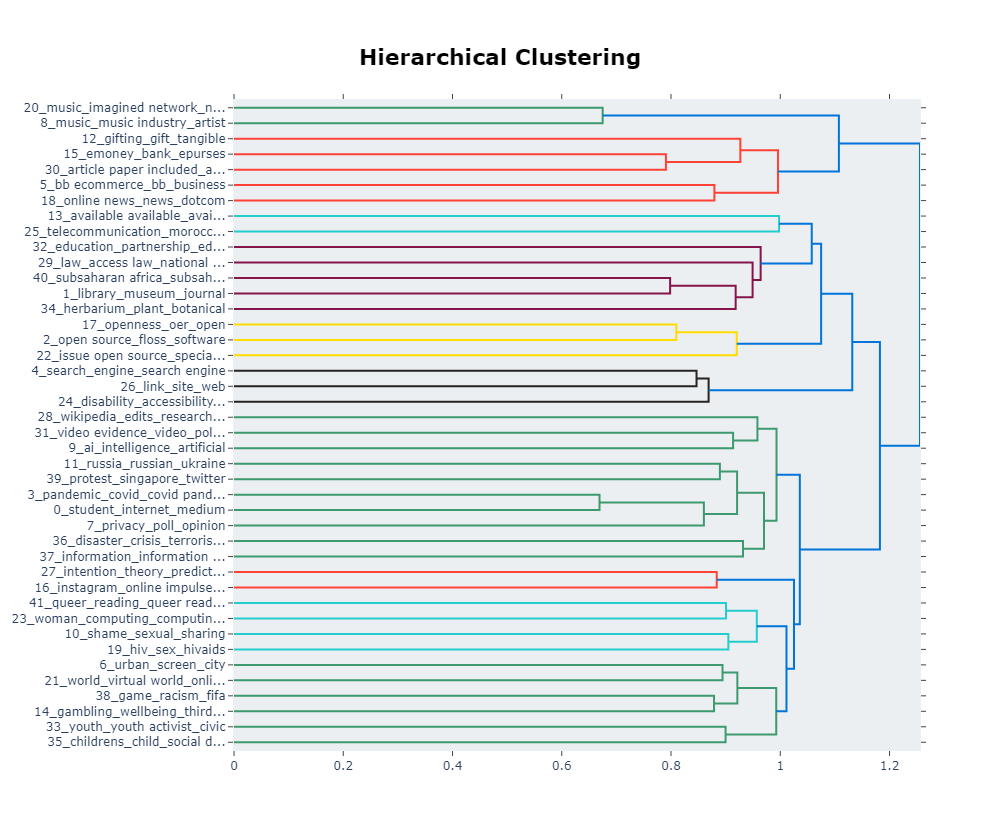 Hierarchical Clustering
20_music_imagined network_n...
8_music_music industry_artist
12_gifting_gift_tangible
15_emoney_bank_epurses
30_article paper included_a...
5_bb ecommerce_bb_business
18_online news_news_dotcom
13_available available_avai...
25_telecommunication_morocc...
32_education_partnership_ed...
29_law_access law_national ...
40_subsaharan africa_subsah...
1_library_museum_journal
34_herbarium_plant_botanical
17_openness_oer_open
2_open source_floss_software
22_issue open source_specia...
4_search_engine_search engine
26_link_site_web
24_disability_accessibility...
28_wikipedia_edits_research...
31_video evidence_video_pol...
9_ai_intelligence_artificial
11_russia_russian_ukraine
39_protest_singapore_twitter
3_pandemic_covid_covid pand...
0_student_internet_medium
7_privacy_poll_opinion
36_disaster_crisis_terroris...
37_information_information ...
27_intention_theory_predict...
16_instagram_online impulse...
41_queer_reading_queer read...
23_woman_computing_computin...
10_shame_sexual_sharing
19_hiv_sex_hivaids
6_urban_screen_city
21_world_virtual world_onli...
38_game_racism_fifa
14_gambling_wellbeing_third...
33_youth_youth activist_civic
35_childrens_child_social d...
0 0.2 0.4 0.6 0.8 1 1.2